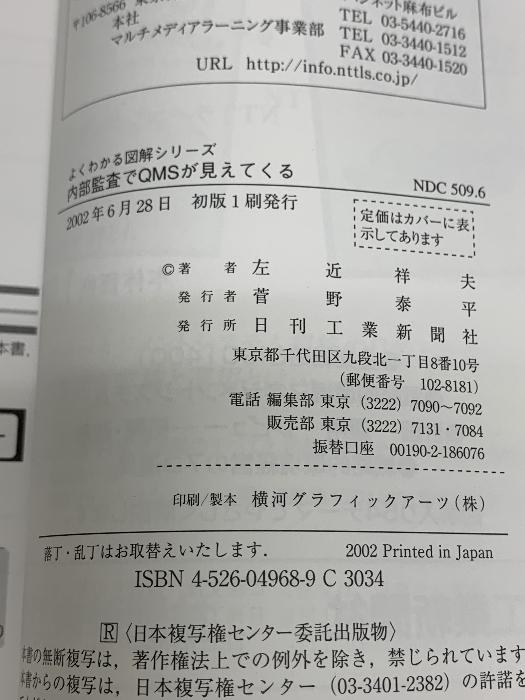 〒106-8566
ネット麻布ビル
本社
TEL 03-5440-2716
マルチメディアラーニング事業部 TEL 03-3440-1512
FAX 03-3440-1520
URL http://info.nttls.co.jp/
よくわかる図解シリーズ
内部監査でQMSが見えてくる
NDC 509.6
2002年6月28日 初版1刷発行
定価はカバーに表
示してあります
©著者 左近祥夫
発行者 菅野泰平
発行所 日刊工業新聞社
東京都千代田区九段北一丁目8番10号
(郵便番号 102-8181)
電話 編集部 東京 (3222) 7090~7092
販売部 東京 (3222) 7131・7084
振替口座 00190-2-186076
印刷/製本 横河グラフィックアーツ(株)
落丁・乱丁はお取替えいたします.
2002 Printed in Japan
ISBN 4-526-04968-9 C 3034
R〈日本複写権センター委託出版物〉
本書の無断複写は,著作権法上での例外を除き,禁じられています
本書からの複写は,日本複写権センター(03-3401-2382)の許諾を
本書.